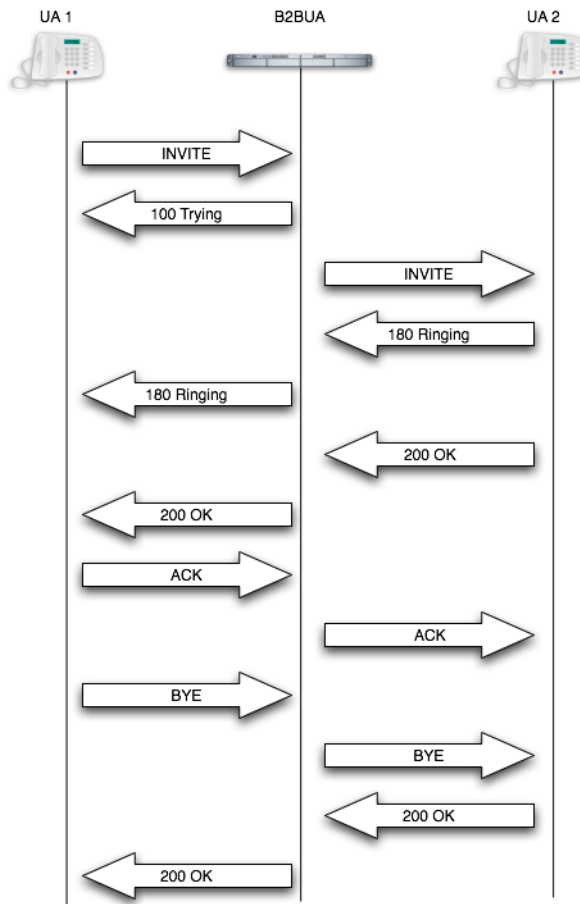 UA 1
B2BUA
UA 2
INVITE
100 Trying
INVITE
180 Ringing
180 Ringing
200 OK
200 OK
ACK
ACK
BYE
BYE
200 OK
200 OK